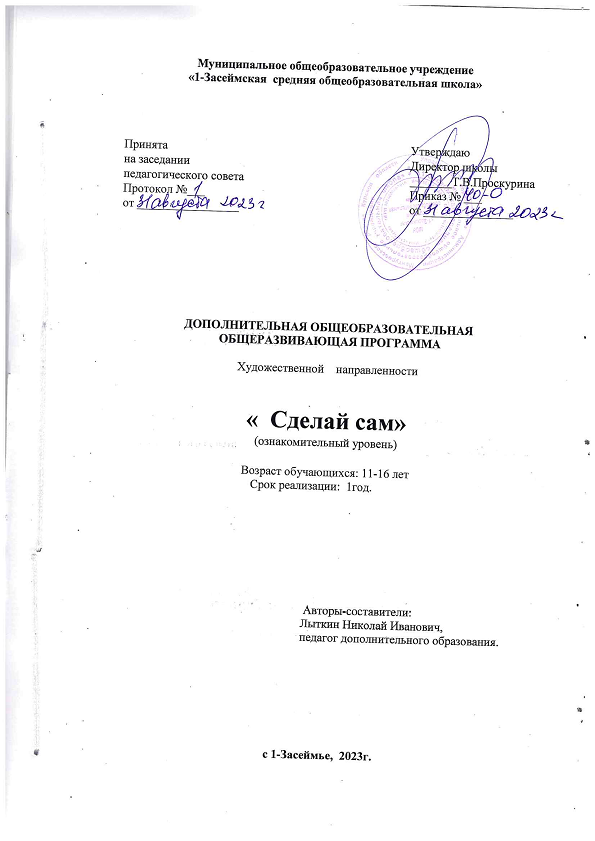 Муниципальное общеобразовательное учреждение
«1-Засеймская средняя общеобразовательная школа»
Принята
на заседании
педагогического совета
Протокол № 1
от 31 августа 2023 г
Утверждаю
Директор школы
Г.В.Проскурина
Приказ № 40-О
от 31 августа 2023 г
ДОПОЛНИТЕЛЬНАЯ ОБЩЕОБРАЗОВАТЕЛЬНАЯ
ОБЩЕРАЗВИВАЮЩАЯ ПРОГРАММА
Художественной направленности
« Сделай сам»
(ознакомительный уровень)
Возраст обучающихся: 11-16 лет
Срок реализации: 1год.
Авторы-составители:
Лыткин Николай Иванович,
педагог дополнительного образования.
с 1-Засеймье, 2023г.